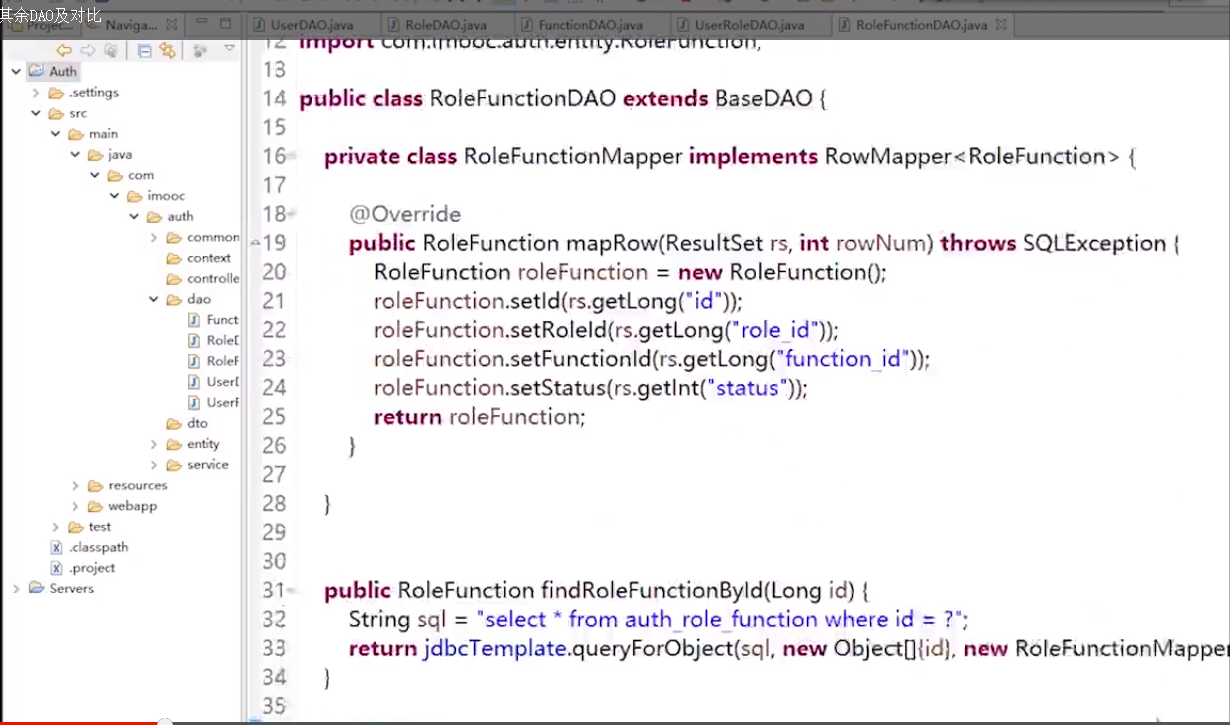 其余DAO及对比
Project...
Naviga...
UserDAO.java
RoleDAO.java
FunctionDAO.java
UserRoleDAO.java
RoleFunctionDAO.java
Auth
.settings
src
main
java
com
imooc
auth
common
context
controlle
dao
Funct
RoleD
RoleF
UserD
UserR
dto
entity
service
resources
webapp
test
.classpath
.project
Servers
12 import com.imooc.auth.entity.RoleFunction;
13
14 public class RoleFunctionDAO extends BaseDAO {
15
16 private class RoleFunctionMapper implements RowMapper<RoleFunction> {
17
18 @Override
19 public RoleFunction mapRow(ResultSet rs, int rowNum) throws SQLException {
20 RoleFunction roleFunction = new RoleFunction();
21 roleFunction.setId(rs.getLong("id"));
22 roleFunction.setRoleId(rs.getLong("role_id"));
23 roleFunction.setFunctionId(rs.getLong("function_id"));
24 roleFunction.setStatus(rs.getInt("status"));
25 return roleFunction;
26 }
27
28 }
29
30
31 public RoleFunction findRoleFunctionById(Long id) {
32 String sql = "select * from auth_role_function where id = ?";
33 return jdbcTemplate.queryForObject(sql, new Object[]{id}, new RoleFunctionMapper
34 }
35